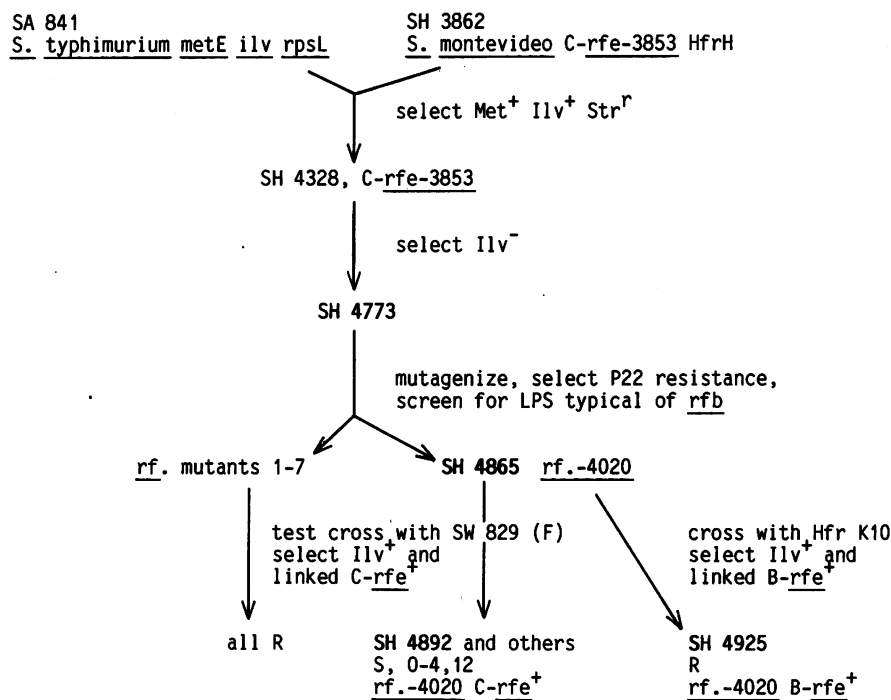 SA 841
S. typhimurium metE ilv rpsL
SH 3862
S. montevideo C-rfe-3853 HfrH
select Met+ Ilv+ Strr
SH 4328, C-rfe-3853
select Ilv-
SH 4773
mutagenize, select P22 resistance,
screen for LPS typical of rfb
rf. mutants 1-7
SH 4865 rf.-4020
test cross with SW 829 (F)
select Ilv+ and
linked C-rfe+
cross with Hfr K10
select Ilv+ and
linked B-rfe+
all R
SH 4892 and others
S, 0-4,12
rf.-4020 C-rfe+
SH 4925
R
rf.-4020 B-rfe+